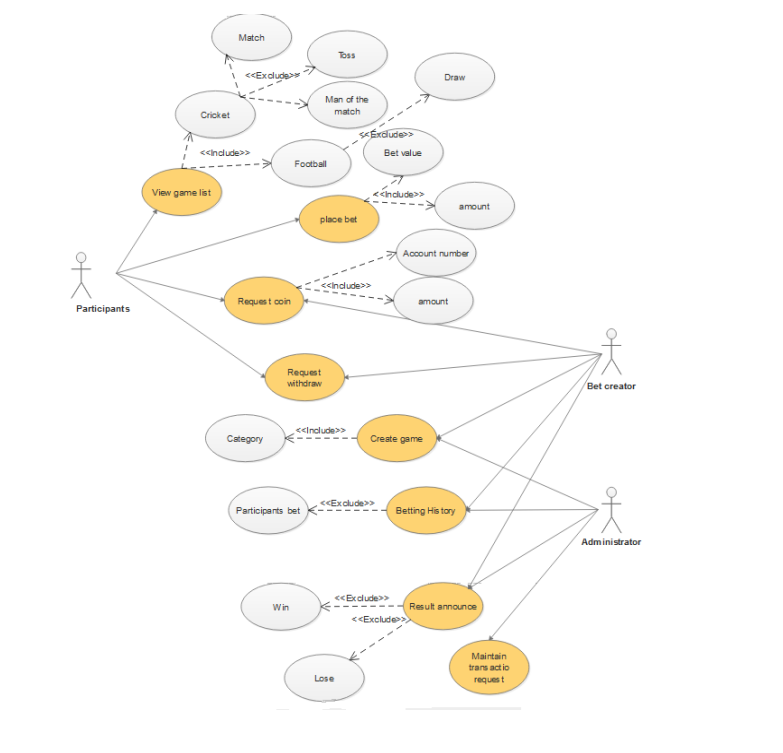 Match
Toss
<<Exclude>>
Draw
Man of the
match
Cricket
<<Exclude>>
<<Include>>
Bet value
Football
View game list
<<Include>>
amount
place bet
Account number
<<Include>>
Request coin
amount
Participants
Request
withdraw
Bet creator
<<Include>>
Category
Create game
<<Exclude>>
Participants bet
Betting History
Administrator
<<Exclude>>
Win
Result announce
<<Exclude>>
Maintain
transactio
request
Lose